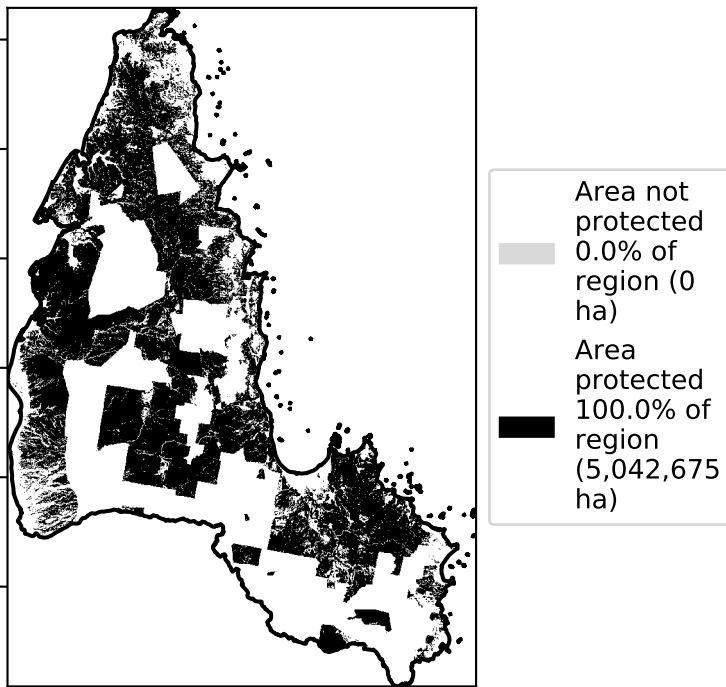 Area not
protected
0.0% of
region (0
ha)
Area
protected
100.0% of
region
(5,042,675
ha)